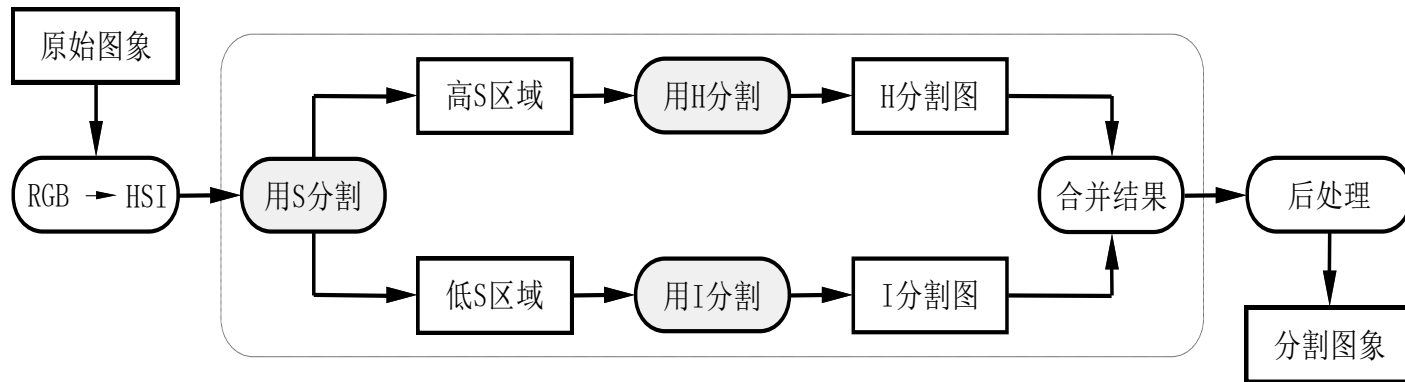 原始图象
RGB → HSI
用S分割
高S区域
用H分割
H分割图
低S区域
用I分割
I分割图
合并结果
后处理
分割图象